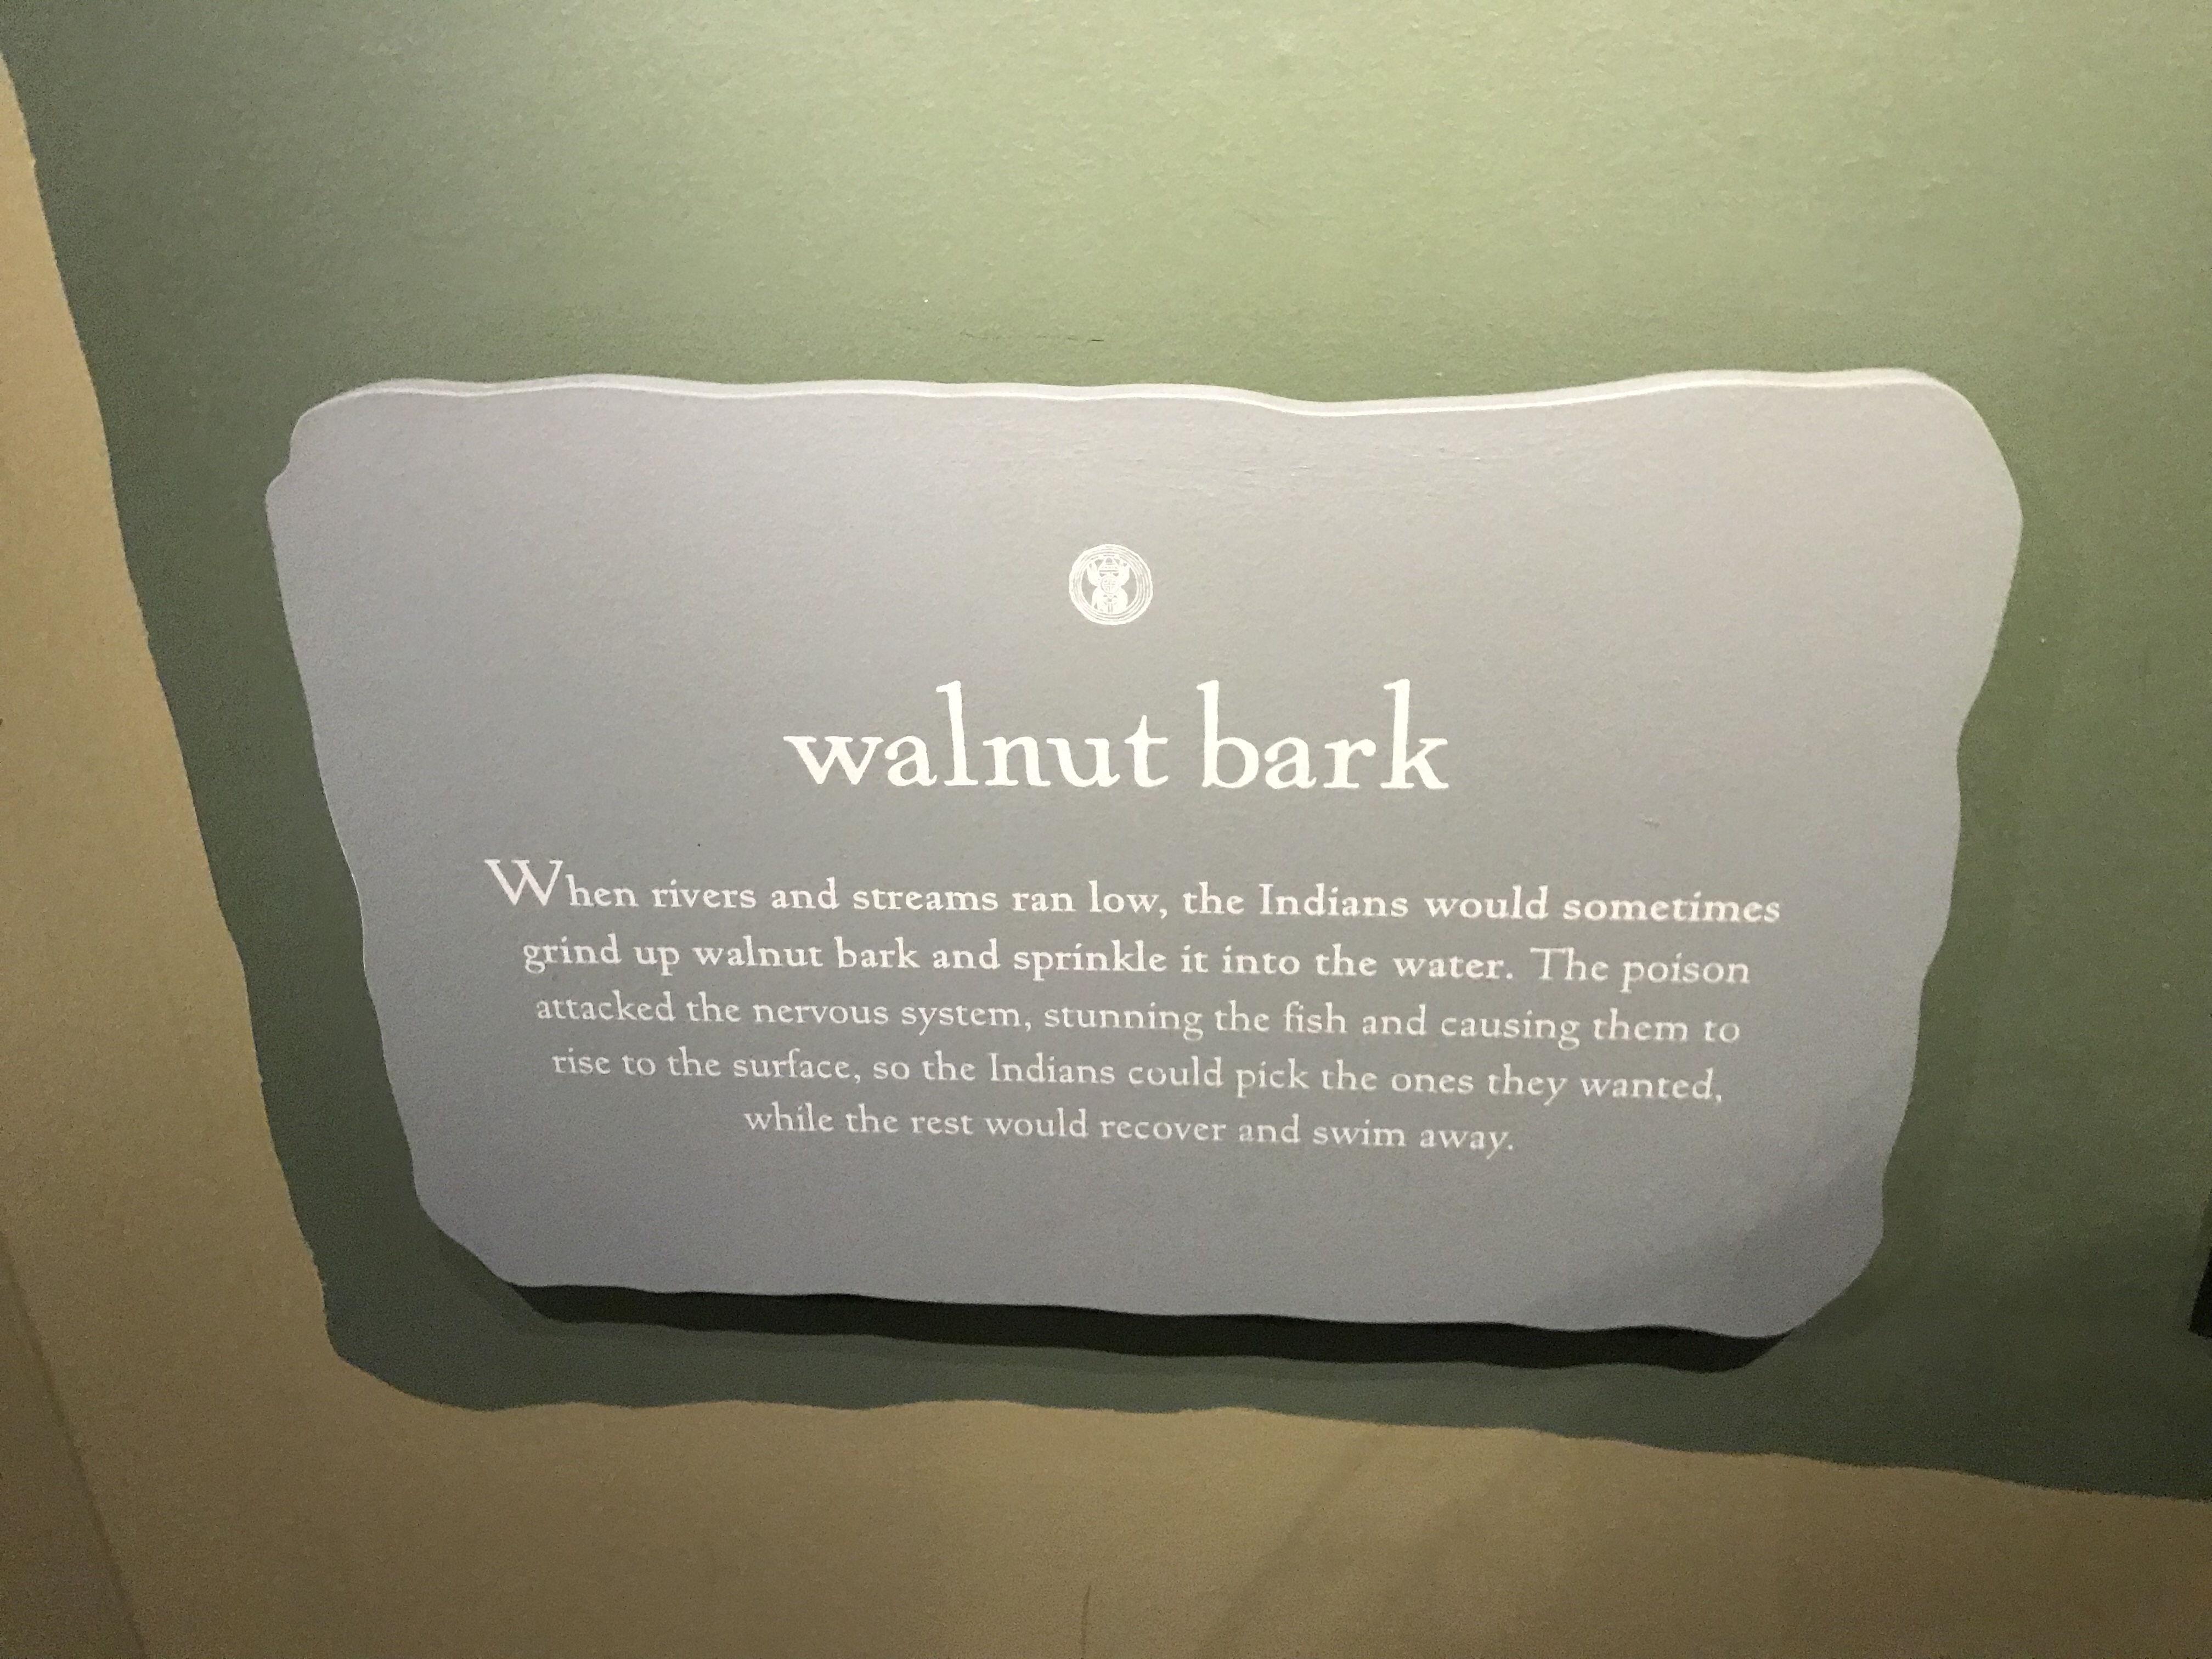 walnut bark
When rivers and streams ran low, the Indians would sometimes
grind up walnut bark and sprinkle it into the water. The poison
attacked the nervous system, stunning the fish and causing them to
rise to the surface, so the Indians could pick the ones they wanted,
while the rest would recover and swim away.